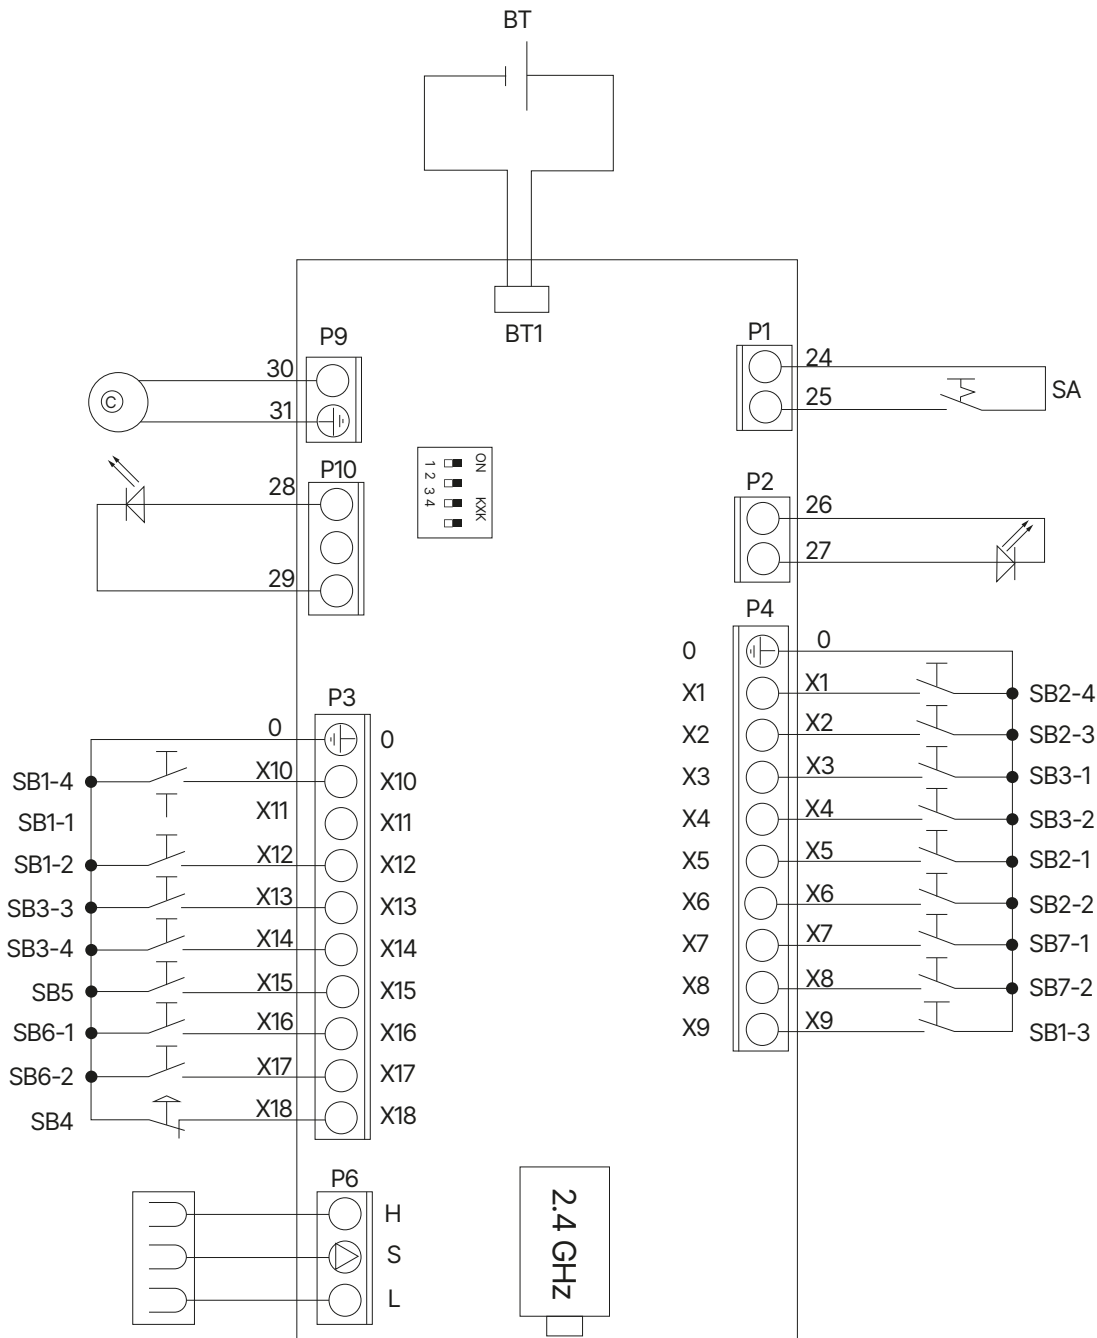 BT
BT1
P9
30
31
C
P10
28
29
ON
KXK
1 2 3 4
P1
24
25
SA
P2
26
27
P4
0 0
X1 X1 SB2-4
X2 X2 SB2-3
X3 X3 SB3-1
X4 X4 SB3-2
X5 X5 SB2-1
X6 X6 SB2-2
X7 X7 SB7-1
X8 X8 SB7-2
X9 X9 SB1-3
P3
0 0
SB1-4 X10 X10
SB1-1 X11 X11
SB1-2 X12 X12
SB3-3 X13 X13
SB3-4 X14 X14
SB5 X15 X15
SB6-1 X16 X16
SB6-2 X17 X17
SB4 X18 X18
P6
H
S
L
2.4 GHz